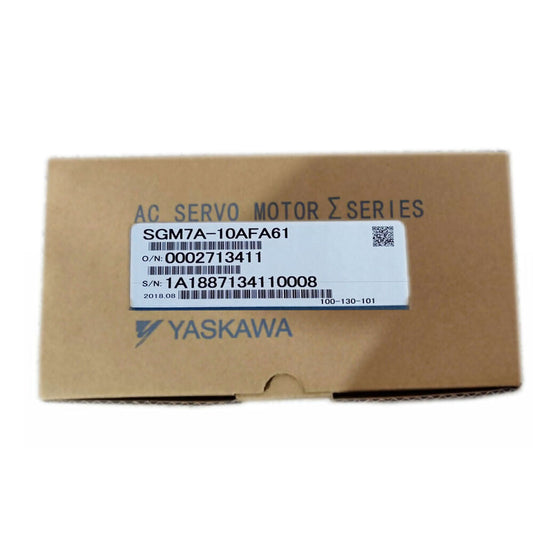 AC SERVO MOTOR Σ SERIES
SGM7A-10AFA61
O/N: 0002713411
S/N: 1A1887134110008
2018.08
100-130-101
YASKAWA